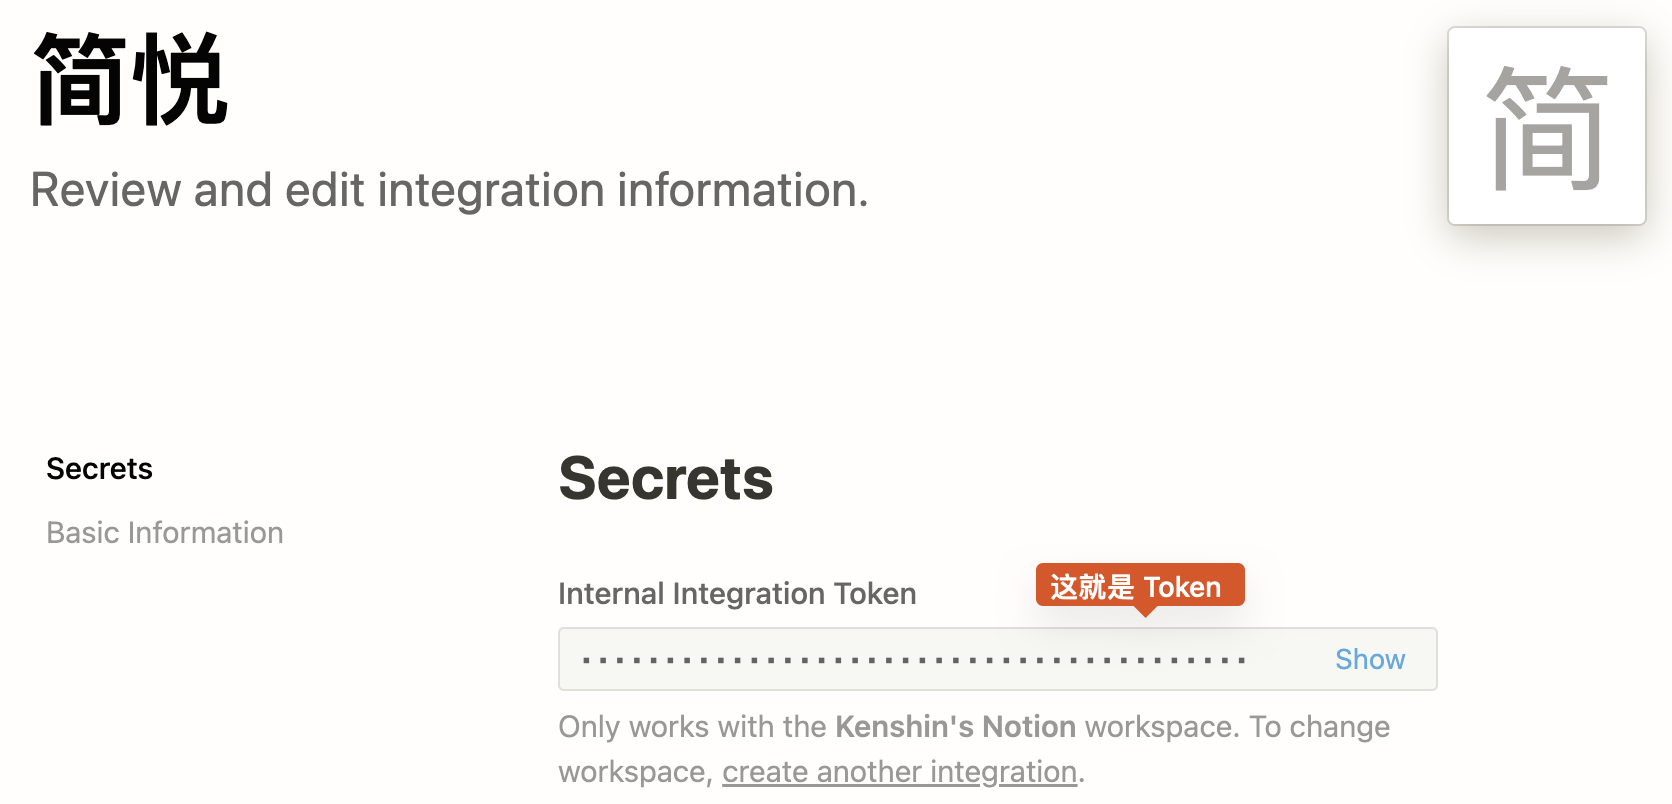 简悦
简
Review and edit integration information.
Secrets
Basic Information
Secrets
Internal Integration Token
这就是 Token
Show
Only works with the Kenshin's Notion workspace. To change
workspace, create another integration.